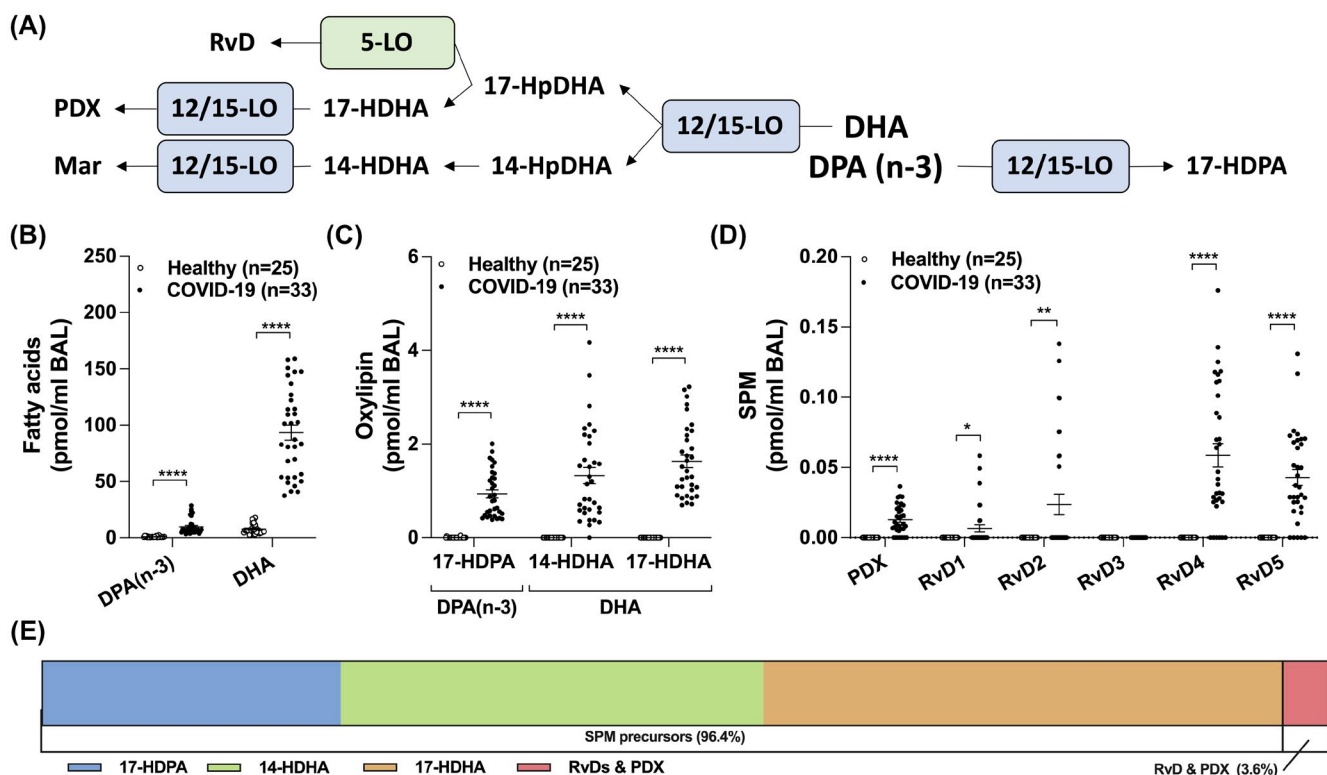 (A)
RvD
5-LO
17-HpDHA
PDX
12/15-LO
17-HDHA
12/15-LO
DHA
Mar
12/15-LO
14-HDHA
14-HpDHA
DPA (n-3)
12/15-LO
17-HDPA
(B)
250
200
150
100
50
0
Fatty acids
(pmol/ml BAL)
Healthy (n=25)
COVID-19 (n=33)
****
****
DPA(n-3)
DHA
(C)
6
4
2
0
Oxylipin
(pmol/ml BAL)
Healthy (n=25)
COVID-19 (n=33)
****
****
****
17-HDPA
14-HDHA
17-HDHA
DPA(n-3)
DHA
(D)
0.20
0.15
0.10
0.05
0.00
SPM
(pmol/ml BAL)
Healthy (n=25)
COVID-19 (n=33)
****
*
**
****
****
PDX
RvD1
RvD2
RvD3
RvD4
RvD5
(E)
SPM precursors (96.4%)
RvD & PDX (3.6%)
17-HDPA
14-HDHA
17-HDHA
RvDs & PDX